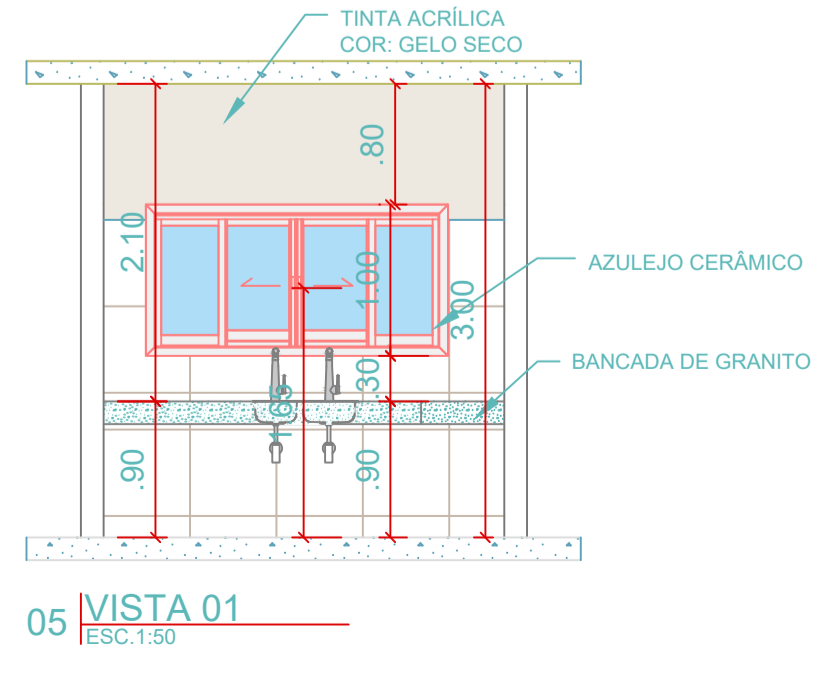 TINTA ACRÍLICA
COR: GELO SECO
.80
2.10
1.00
3.00
AZULEJO CERÂMICO
BANCADA DE GRANITO
.30
1.65
.90
.90
05
VISTA 01
ESC.1:50